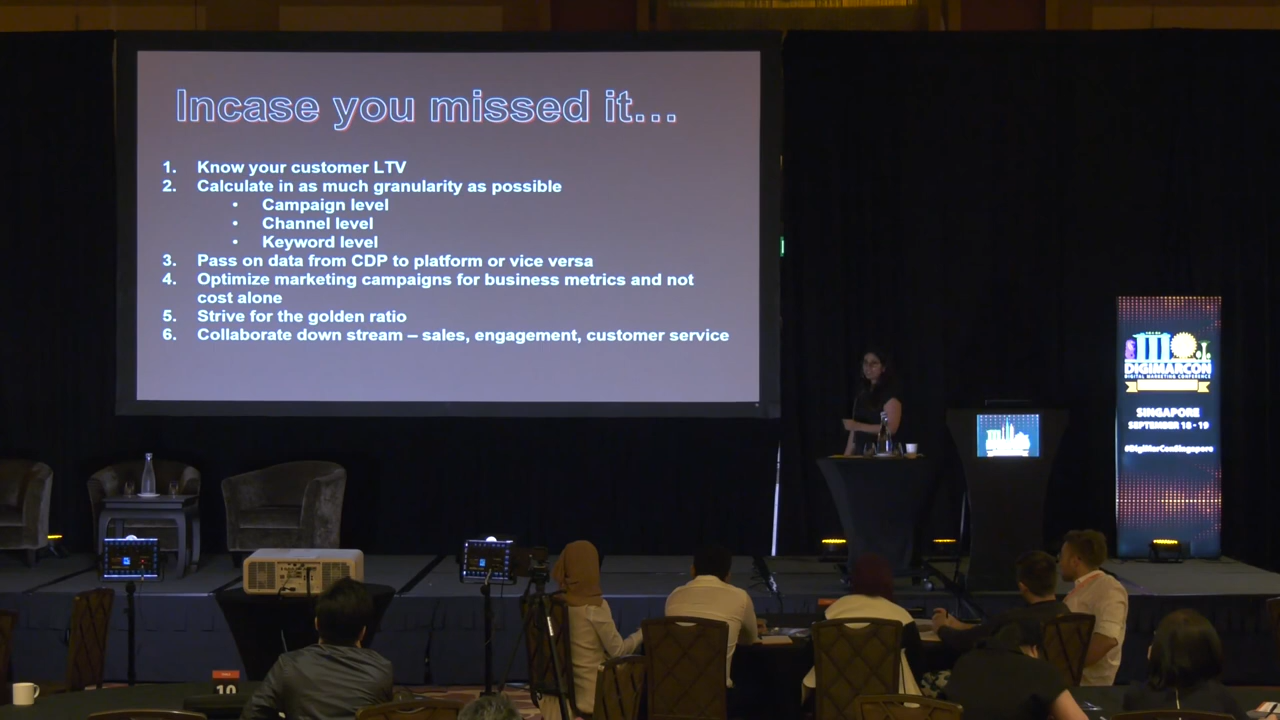 Incase you missed it...
1. Know your customer LTV
2. Calculate in as much granularity as possible
• Campaign level
• Channel level
• Keyword level
3. Pass on data from CDP to platform or vice versa
4. Optimize marketing campaigns for business metrics and not
cost alone
5. Strive for the golden ratio
6. Collaborate down stream – sales, engagement, customer service
DIGIMARCON
DIGITAL MARKETING CONFERENCE
SINGAPORE
SEPTEMBER 18 - 19
#DigiMarConSingapore
10